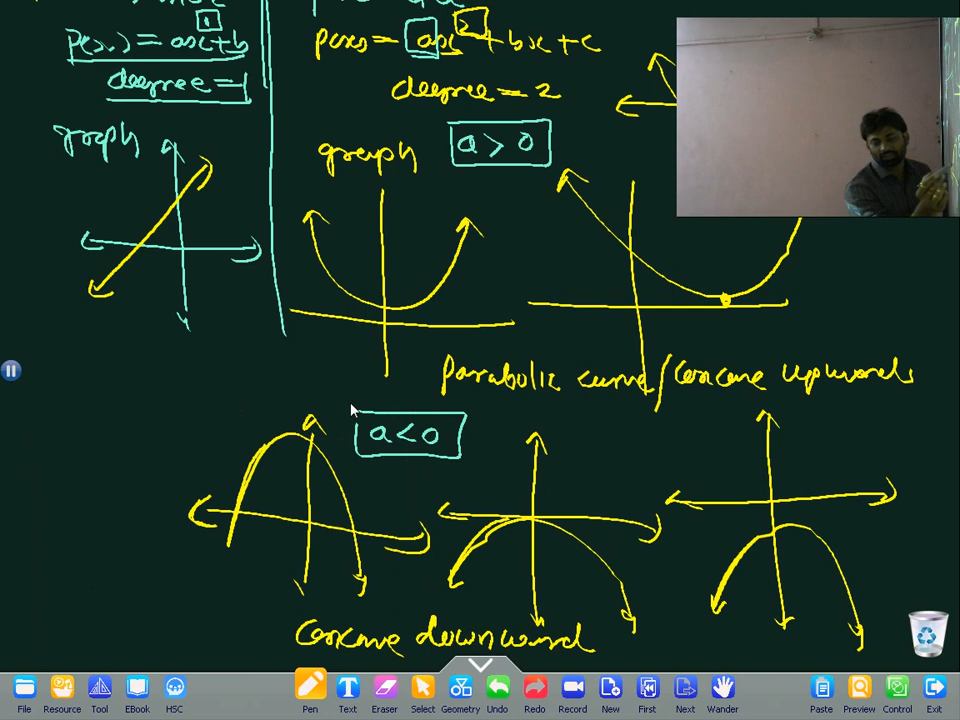 p(x) = ax¹ + b
degree = 1
graph
p(x) = ax² + bx + c
degree = 2
graph
a > 0
Parabolic curve / Concave upwards
a < 0
Concave downward
File
Resource
Tool
EBook
HSC
Pen
Text
Eraser
Select
Geometry
Undo
Redo
Record
New
First
Next
Wander
Paste
Preview
Control
Exit